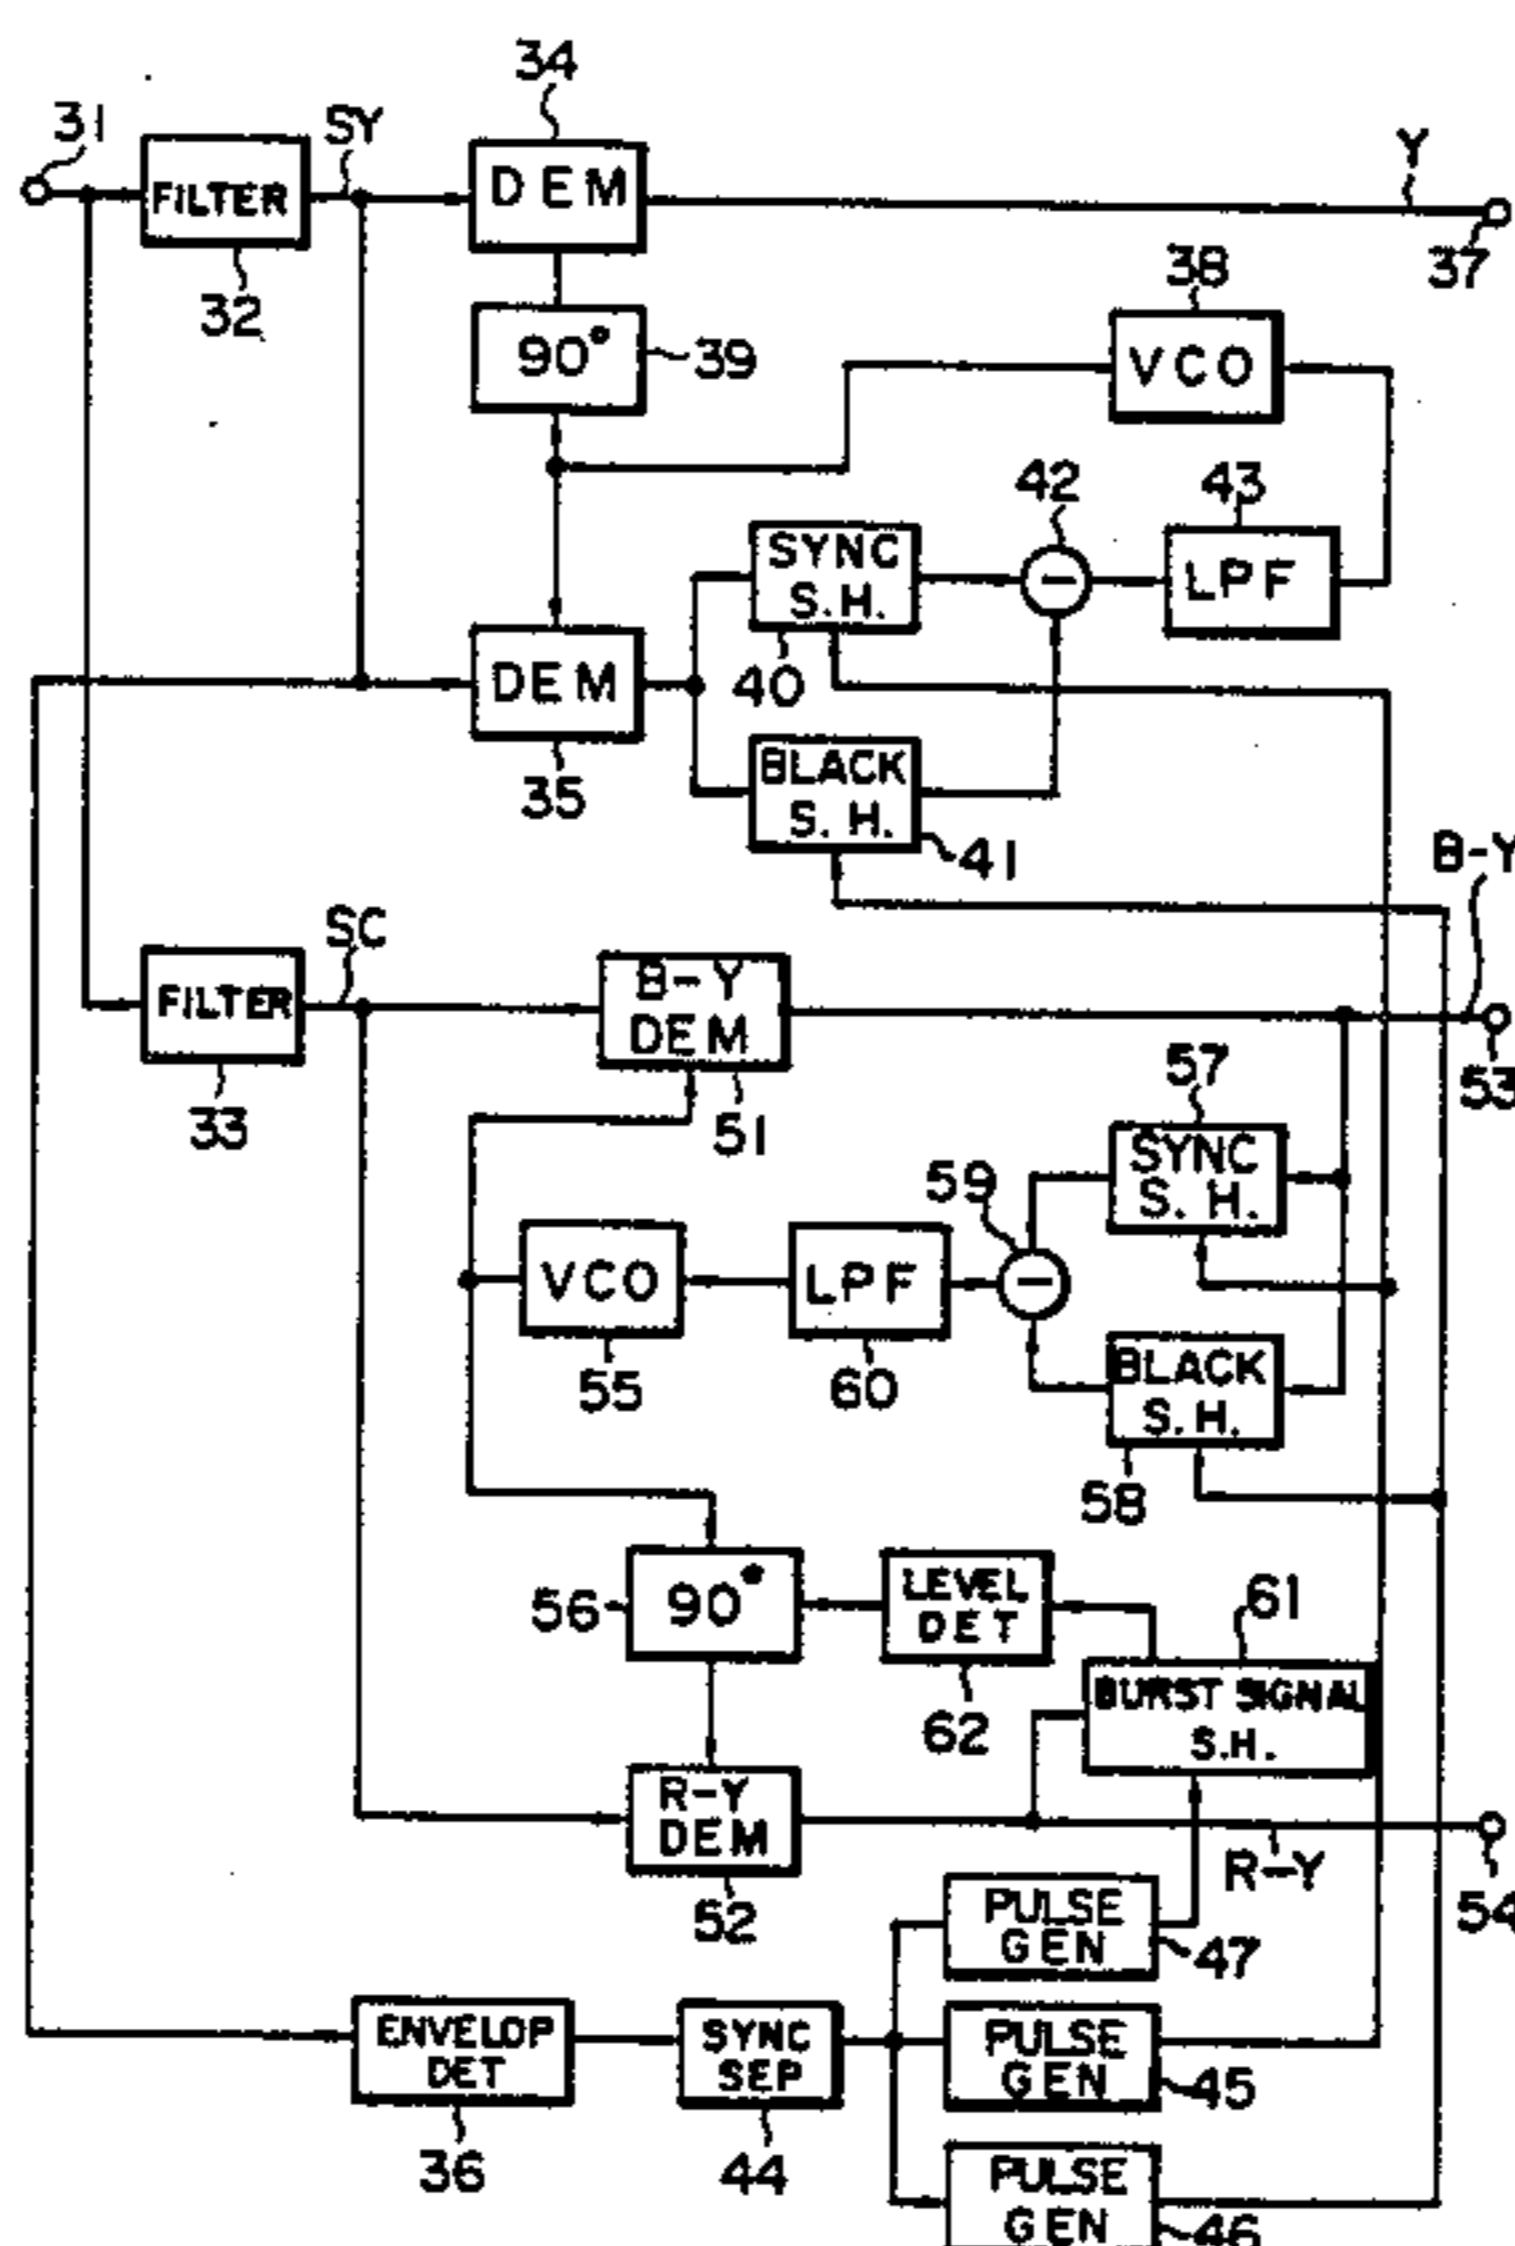 34
31
SY
Y
FILTER
DEM
37
32
38
90°
39
VCO
42
43
SYNC
S.H.
LPF
40
DEM
35
BLACK
S. H.
41
B-Y
SC
FILTER
B-Y
DEM
53
33
51
57
SYNC
S. H.
59
VCO
LPF
55
60
BLACK
S.H.
58
56
90°
LEVEL
DET
61
62
BURST SIGNAL
S.H.
R-Y
DEM
R-Y
54
52
PULSE
GEN
47
ENVELOP
DET
SYNC
SEP
PULSE
GEN
45
36
44
PULSE
GEN
46